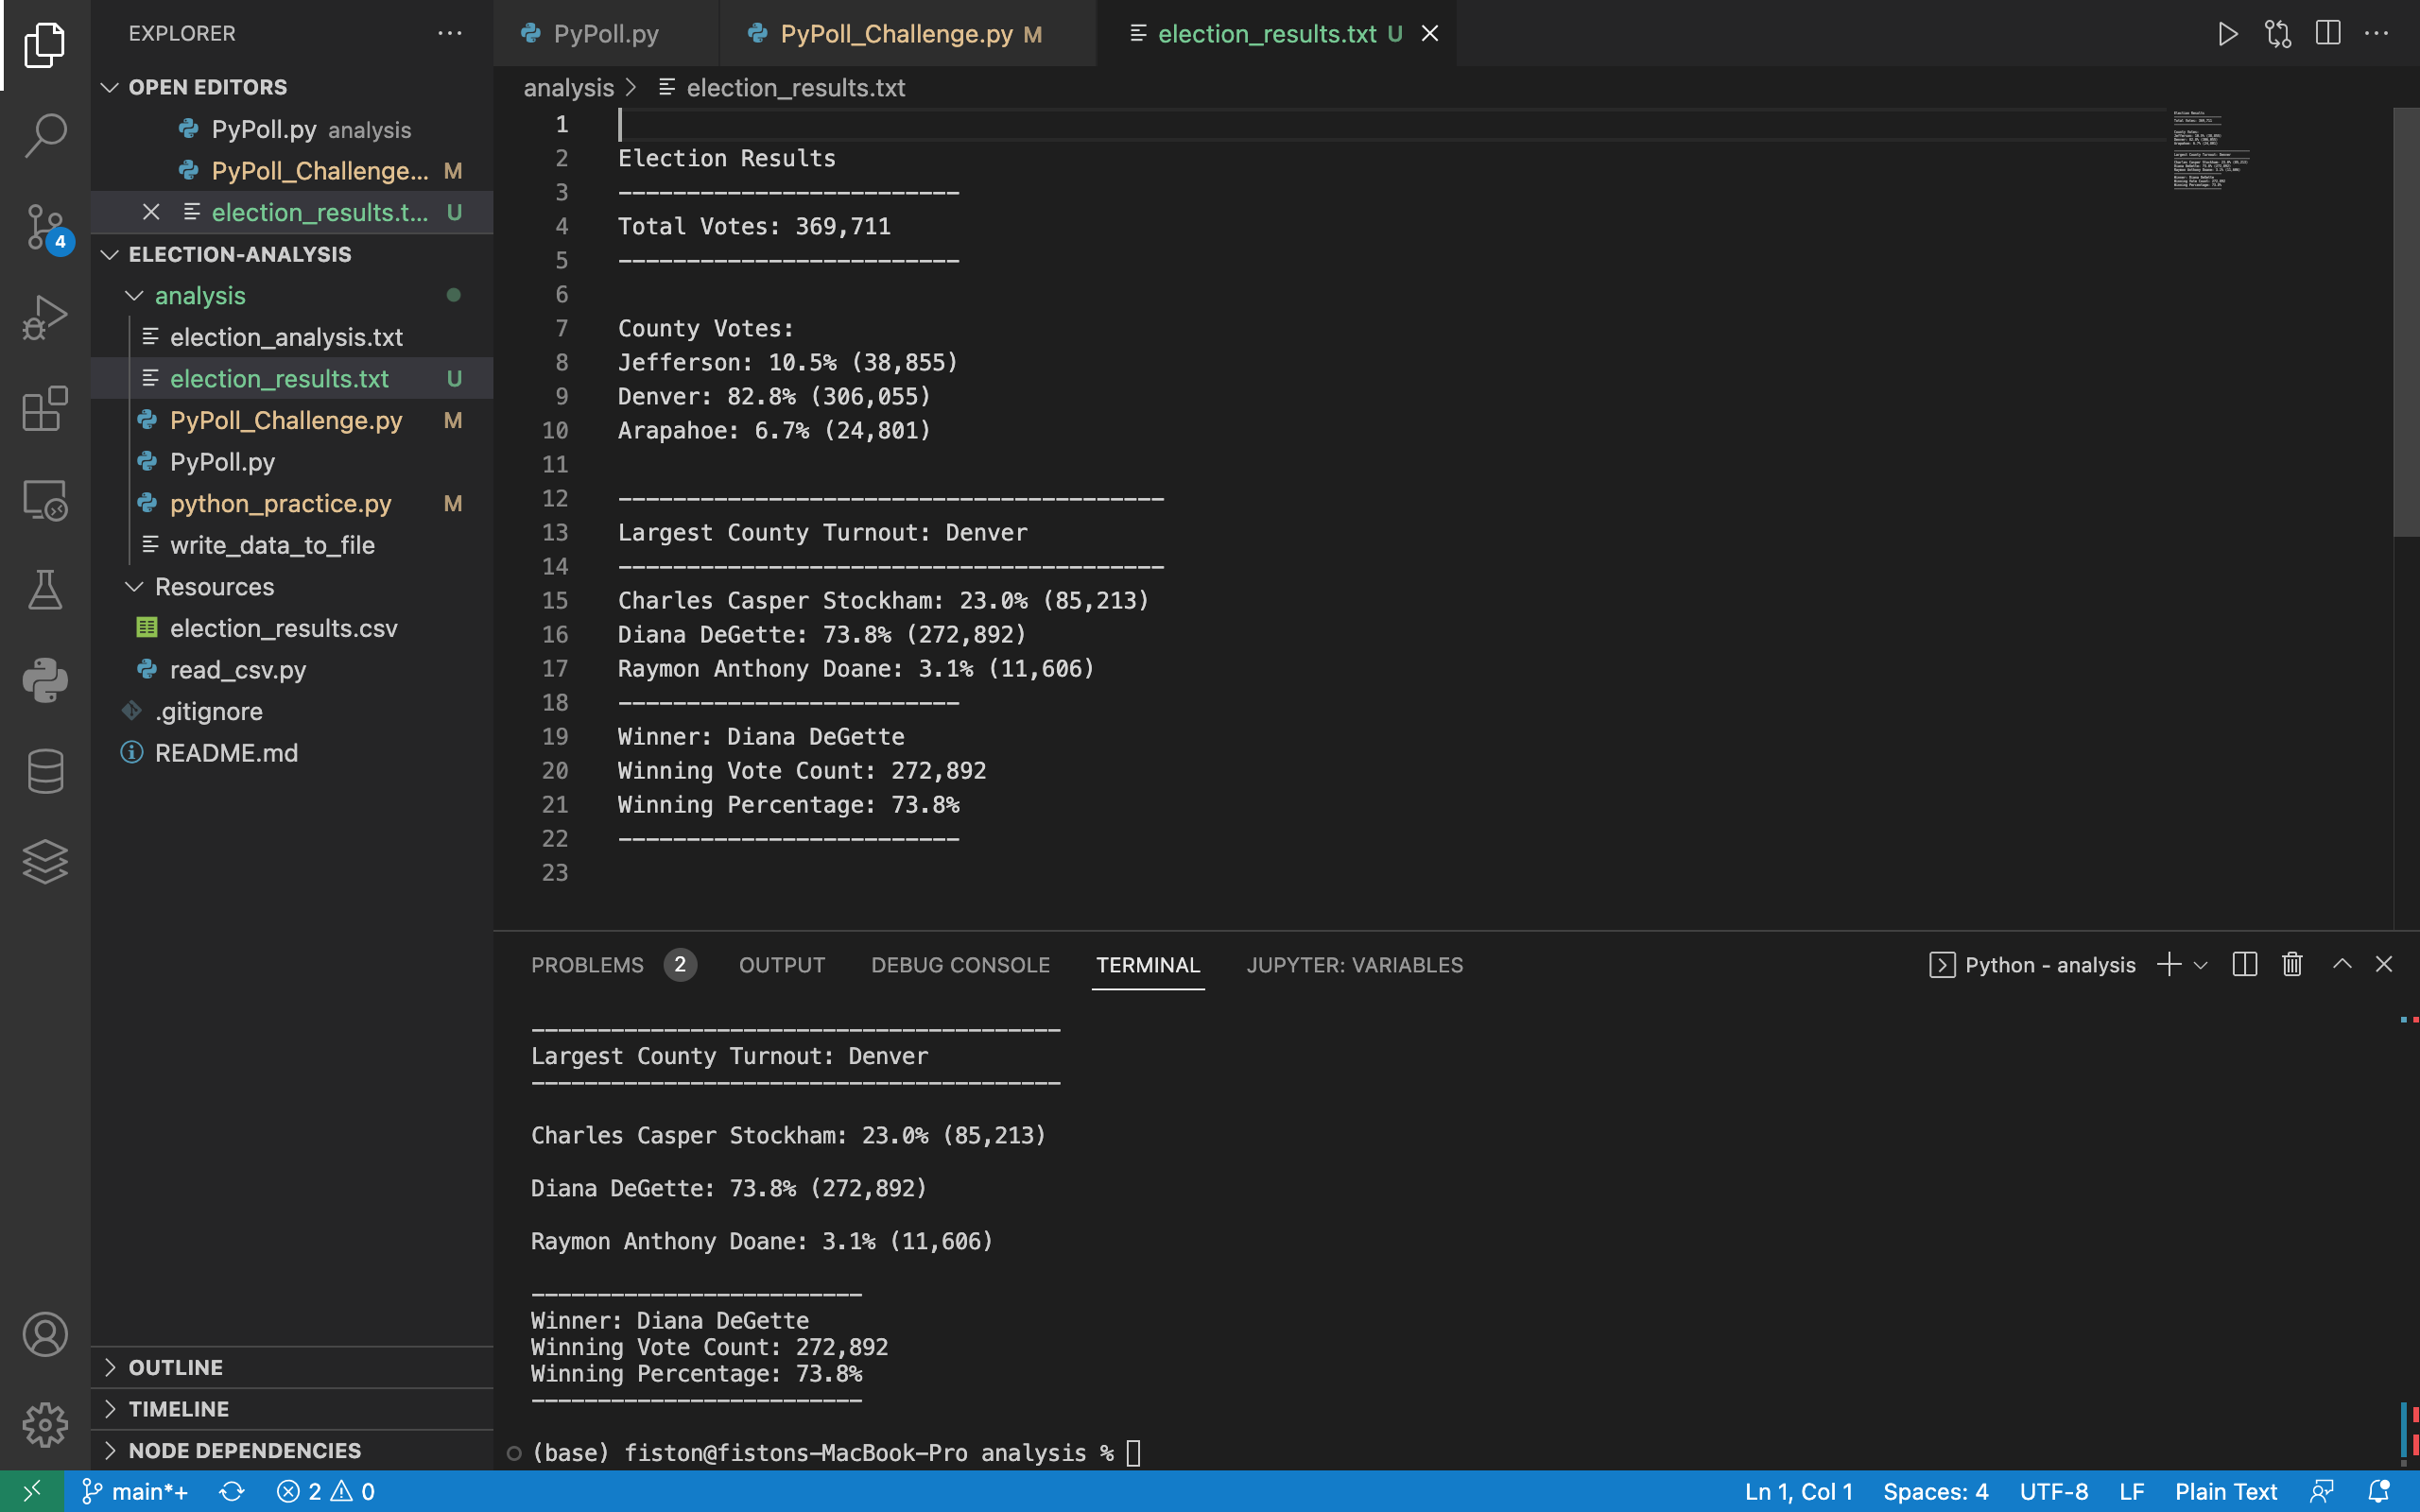 EXPLORER
OPEN EDITORS
PyPoll.py analysis
PyPoll_Challenge... M
election_results.t... U
4
ELECTION-ANALYSIS
analysis
election_analysis.txt
election_results.txt U
PyPoll_Challenge.py M
PyPoll.py
python_practice.py M
write_data_to_file
Resources
election_results.csv
read_csv.py
.gitignore
README.md
OUTLINE
TIMELINE
NODE DEPENDENCIES
PyPoll.py PyPoll_Challenge.py M election_results.txt U
analysis > election_results.txt
1
2 Election Results
3 -------------------------
4 Total Votes: 369,711
5 -------------------------
6
7 County Votes:
8 Jefferson: 10.5% (38,855)
9 Denver: 82.8% (306,055)
10 Arapahoe: 6.7% (24,801)
11
12 ----------------------------------------
13 Largest County Turnout: Denver
14 ----------------------------------------
15 Charles Casper Stockham: 23.0% (85,213)
16 Diana DeGette: 73.8% (272,892)
17 Raymon Anthony Doane: 3.1% (11,606)
18 -------------------------
19 Winner: Diana DeGette
20 Winning Vote Count: 272,892
21 Winning Percentage: 73.8%
22 -------------------------
23
PROBLEMS 2 OUTPUT DEBUG CONSOLE TERMINAL JUPYTER: VARIABLES Python - analysis
----------------------------------------
Largest County Turnout: Denver
----------------------------------------
Charles Casper Stockham: 23.0% (85,213)
Diana DeGette: 73.8% (272,892)
Raymon Anthony Doane: 3.1% (11,606)
-------------------------
Winner: Diana DeGette
Winning Vote Count: 272,892
Winning Percentage: 73.8%
-------------------------
(base) fiston@fistons-MacBook-Pro analysis %
main*+ 2 0 Ln 1, Col 1 Spaces: 4 UTF-8 LF Plain Text